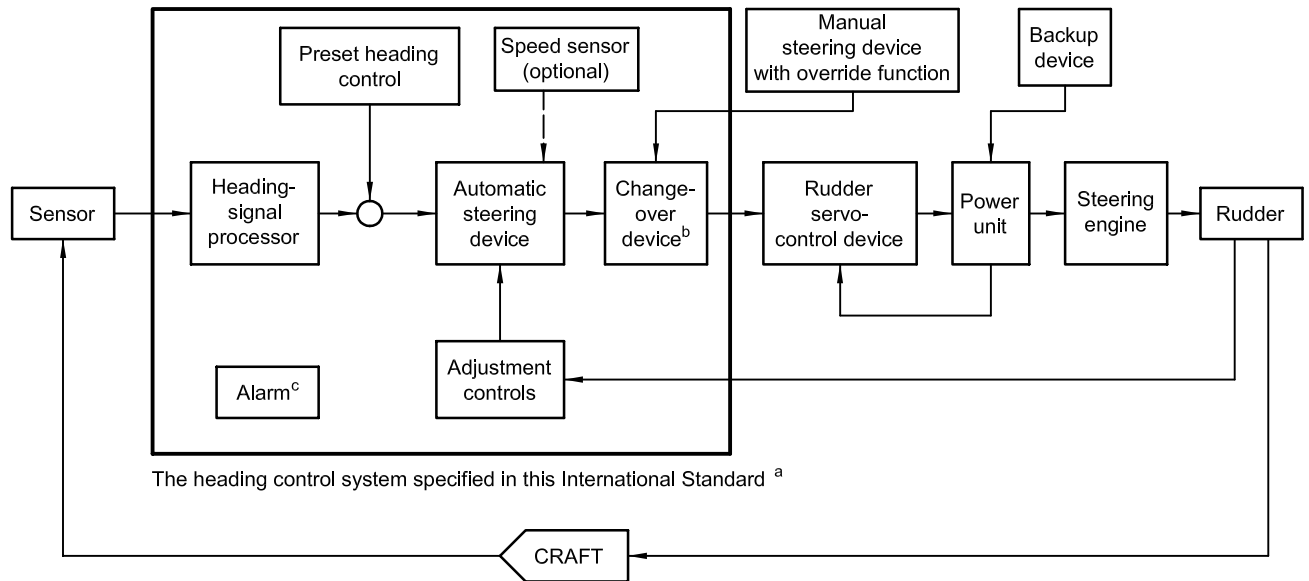 Preset heading
control
Speed sensor
(optional)
Manual
steering device
with override function
Backup
device
Sensor
Heading-
signal
processor
Automatic
steering
device
Change-
over
deviceᵇ
Rudder
servo-
control device
Power
unit
Steering
engine
Rudder
Alarmᶜ
Adjustment
controls
The heading control system specified in this International Standard ᵃ
CRAFT